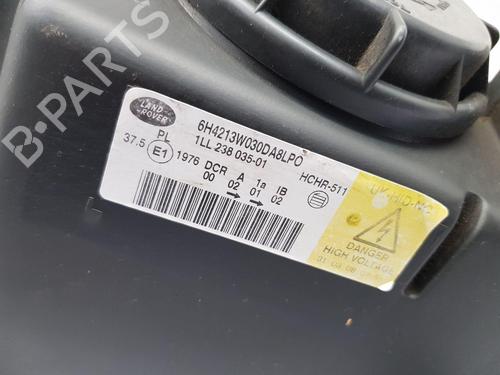 B-PARTS
LAND
ROVER
6H4213W030DA8LPO
1LL 238 035-01
PL
37.5 E1 1976 DCR A 1a IB
00 02 01 02
HCHR-511
DANGER
HIGH VOLTAGE